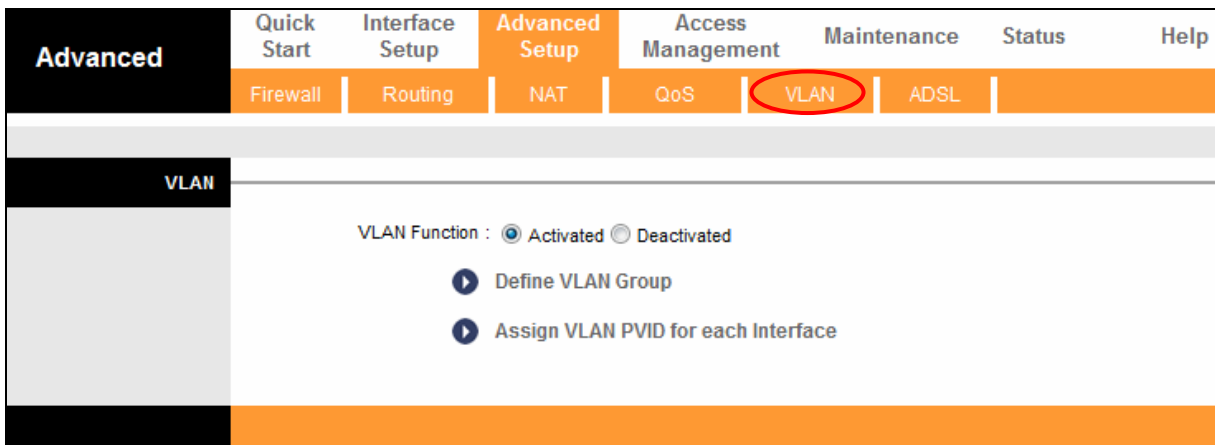 Advanced
Quick Start
Interface Setup
Advanced Setup
Access Management
Maintenance
Status
Help
Firewall
Routing
NAT
QoS
VLAN
ADSL
VLAN
VLAN Function : Activated Deactivated
Define VLAN Group
Assign VLAN PVID for each Interface